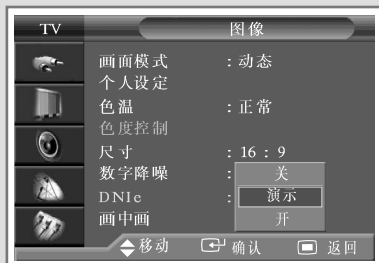 TV
图像
画面模式 : 动态
个人设定
色温 : 正常
色度控制
尺寸 : 16 : 9
数字降噪 : 关
DNIe : 演示
画中画 开
移动 确认 返回